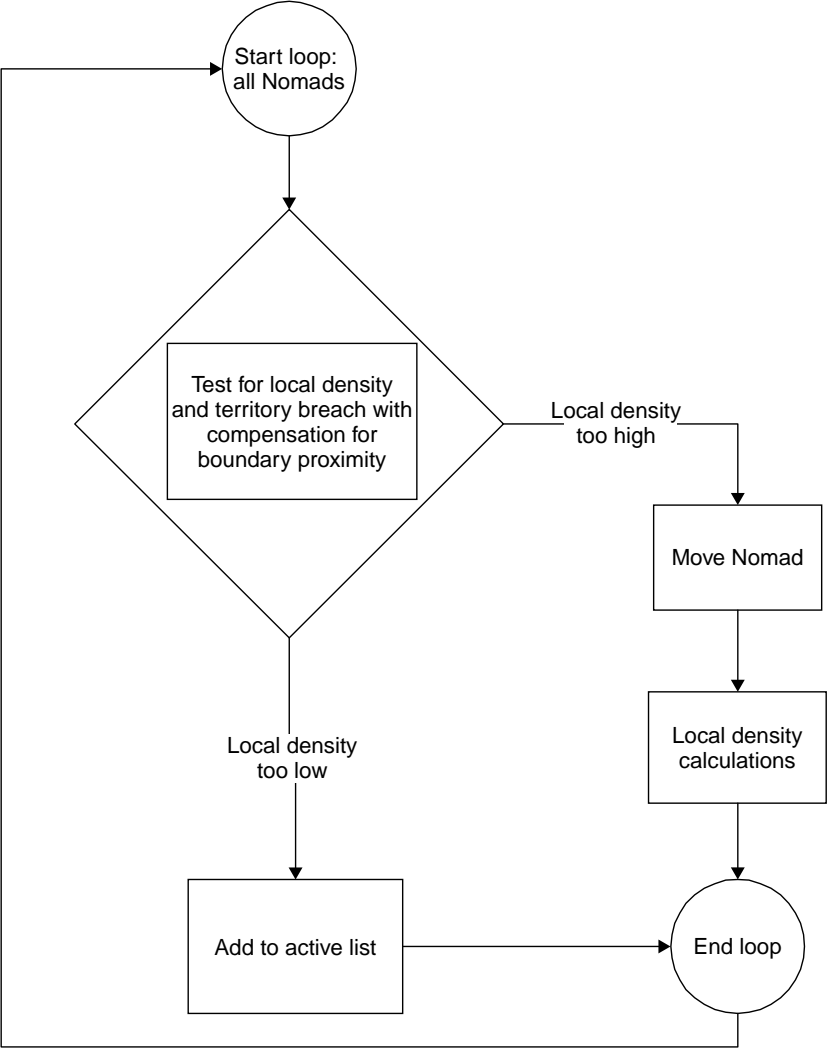 Start loop:
all Nomads
Test for local density
and territory breach with
compensation for
boundary proximity
Local density
too high
Move Nomad
Local density
calculations
Local density
too low
Add to active list
End loop